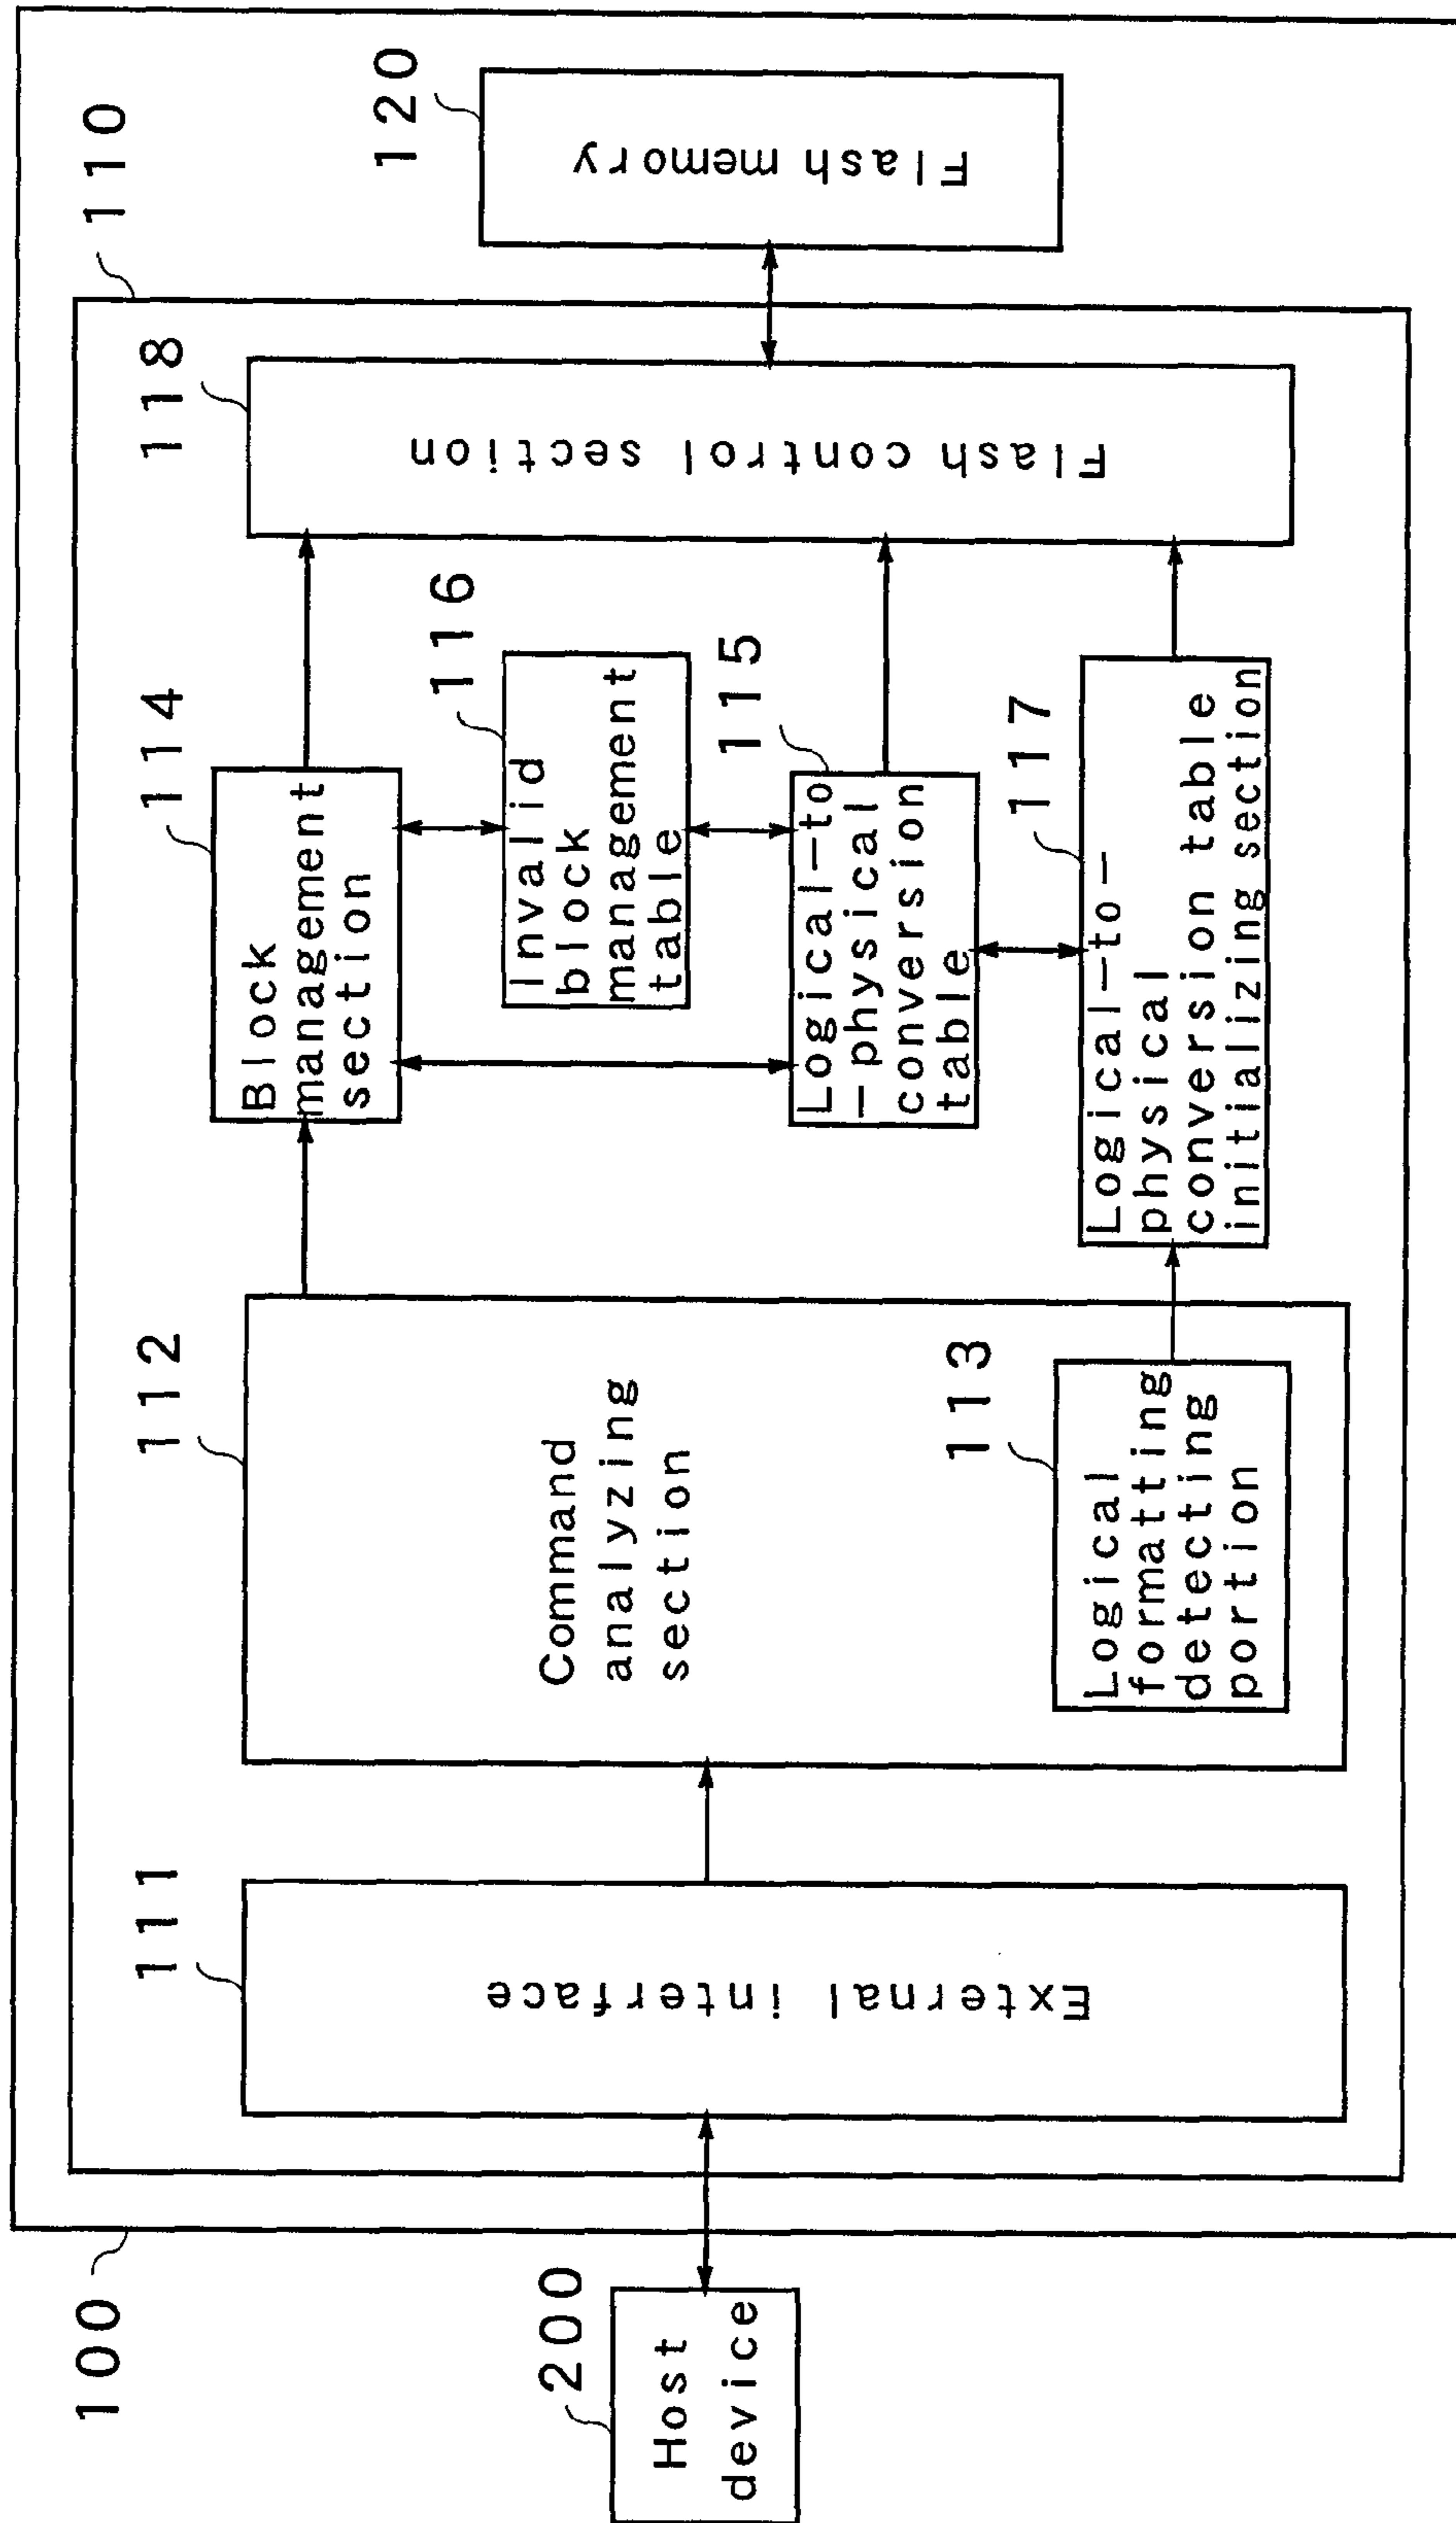 100
110
200
Host
device
111
External interface
112
Command
analyzing
section
113
Logical
formatting
detecting
portion
114
Block
management
section
116
Invalid
block
management
table
115
Logical-to
-physical
conversion
table
117
Logical-to-
physical
conversion table
initializing section
118
Flash control section
120
Flash memory